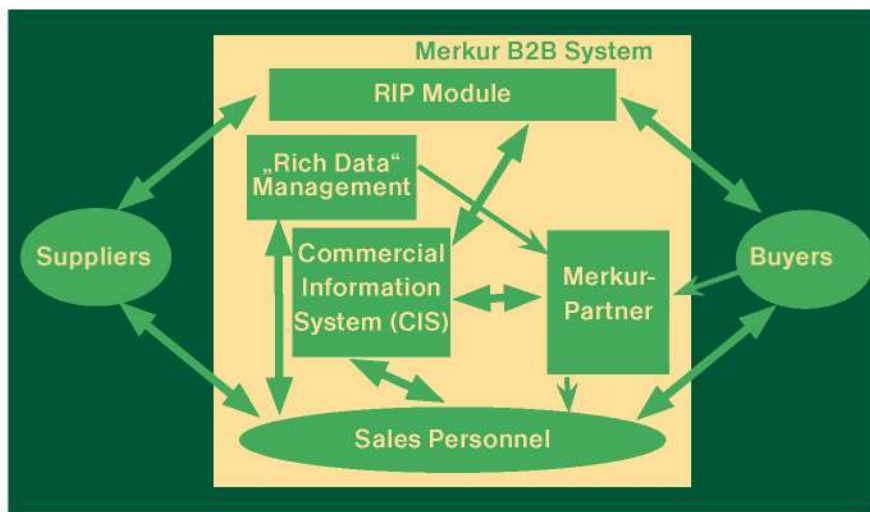 Merkur B2B System
RIP Module
„Rich Data“
Management
Suppliers
Commercial
Information
System (CIS)
Merkur-
Partner
Buyers
Sales Personnel